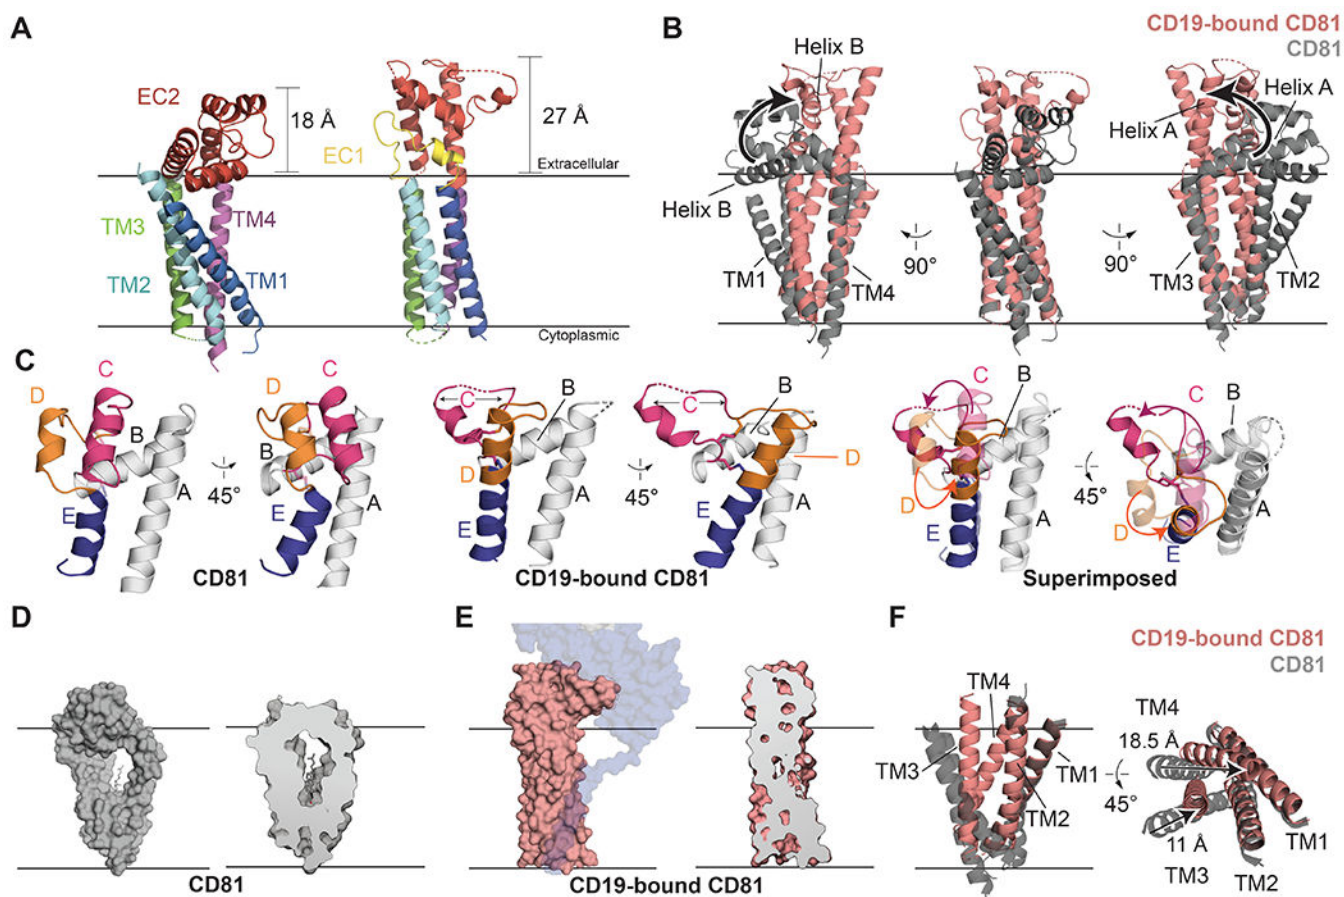 A
EC2
18 Å
27 Å
EC1
Extracellular
TM3
TM4
TM2
TM1
Cytoplasmic
B
CD19-bound CD81
CD81
Helix B
Helix A
Helix A
Helix B
TM1
TM4
TM3
TM2
90°
90°
C
C
D
B
A
E
45°
D
C
B
A
E
CD81
C
B
D
A
E
45°
C
B
D
A
E
CD19-bound CD81
C
B
D
A
E
45°
C
B
D
A
E
Superimposed
D
CD81
E
CD19-bound CD81
F
CD19-bound CD81
CD81
TM4
TM3
TM1
TM2
45°
TM4
18.5 Å
11 Å
TM3
TM2
TM1